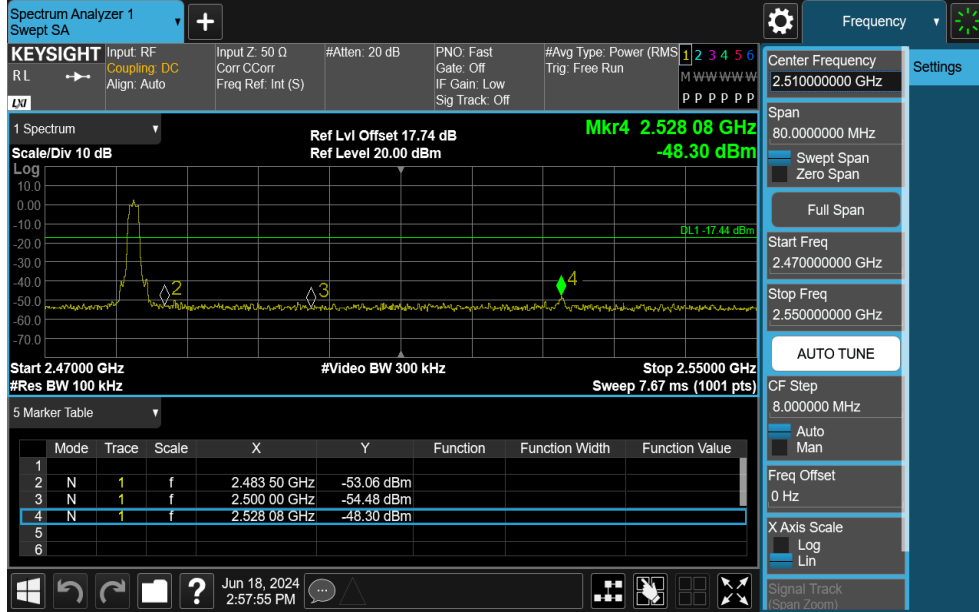 Spectrum Analyzer 1
Swept SA
Frequency
KEYSIGHT
RL
LXI
Input: RF
Coupling: DC
Align: Auto
Input Z: 50 Ω
Corr CCorr
Freq Ref: Int (S)
#Atten: 20 dB
PNO: Fast
Gate: Off
IF Gain: Low
Sig Track: Off
#Avg Type: Power (RMS
Trig: Free Run
1 2 3 4 5 6
M W W W W W
P P P P P P
Center Frequency
2.510000000 GHz
Settings
Span
80.0000000 MHz
Swept Span
Zero Span
Full Span
Start Freq
2.470000000 GHz
Stop Freq
2.550000000 GHz
AUTO TUNE
CF Step
8.000000 MHz
Auto
Man
Freq Offset
0 Hz
X Axis Scale
Log
Lin
Signal Track
(Span Zoom)
1 Spectrum
Scale/Div 10 dB
Ref Lvl Offset 17.74 dB
Ref Level 20.00 dBm
Mkr4 2.528 08 GHz
-48.30 dBm
Log
10.0
0.00
-10.0
-20.0
-30.0
-40.0
-50.0
-60.0
-70.0
DL1 -17.44 dBm
2
3
4
Start 2.47000 GHz
#Res BW 100 kHz
#Video BW 300 kHz
Stop 2.55000 GHz
Sweep 7.67 ms (1001 pts)
5 Marker Table
Mode Trace Scale X Y Function Function Width Function Value
1
2 N 1 f 2.483 50 GHz -53.06 dBm
3 N 1 f 2.500 00 GHz -54.48 dBm
4 N 1 f 2.528 08 GHz -48.30 dBm
5
6
?
Jun 18, 2024
2:57:55 PM